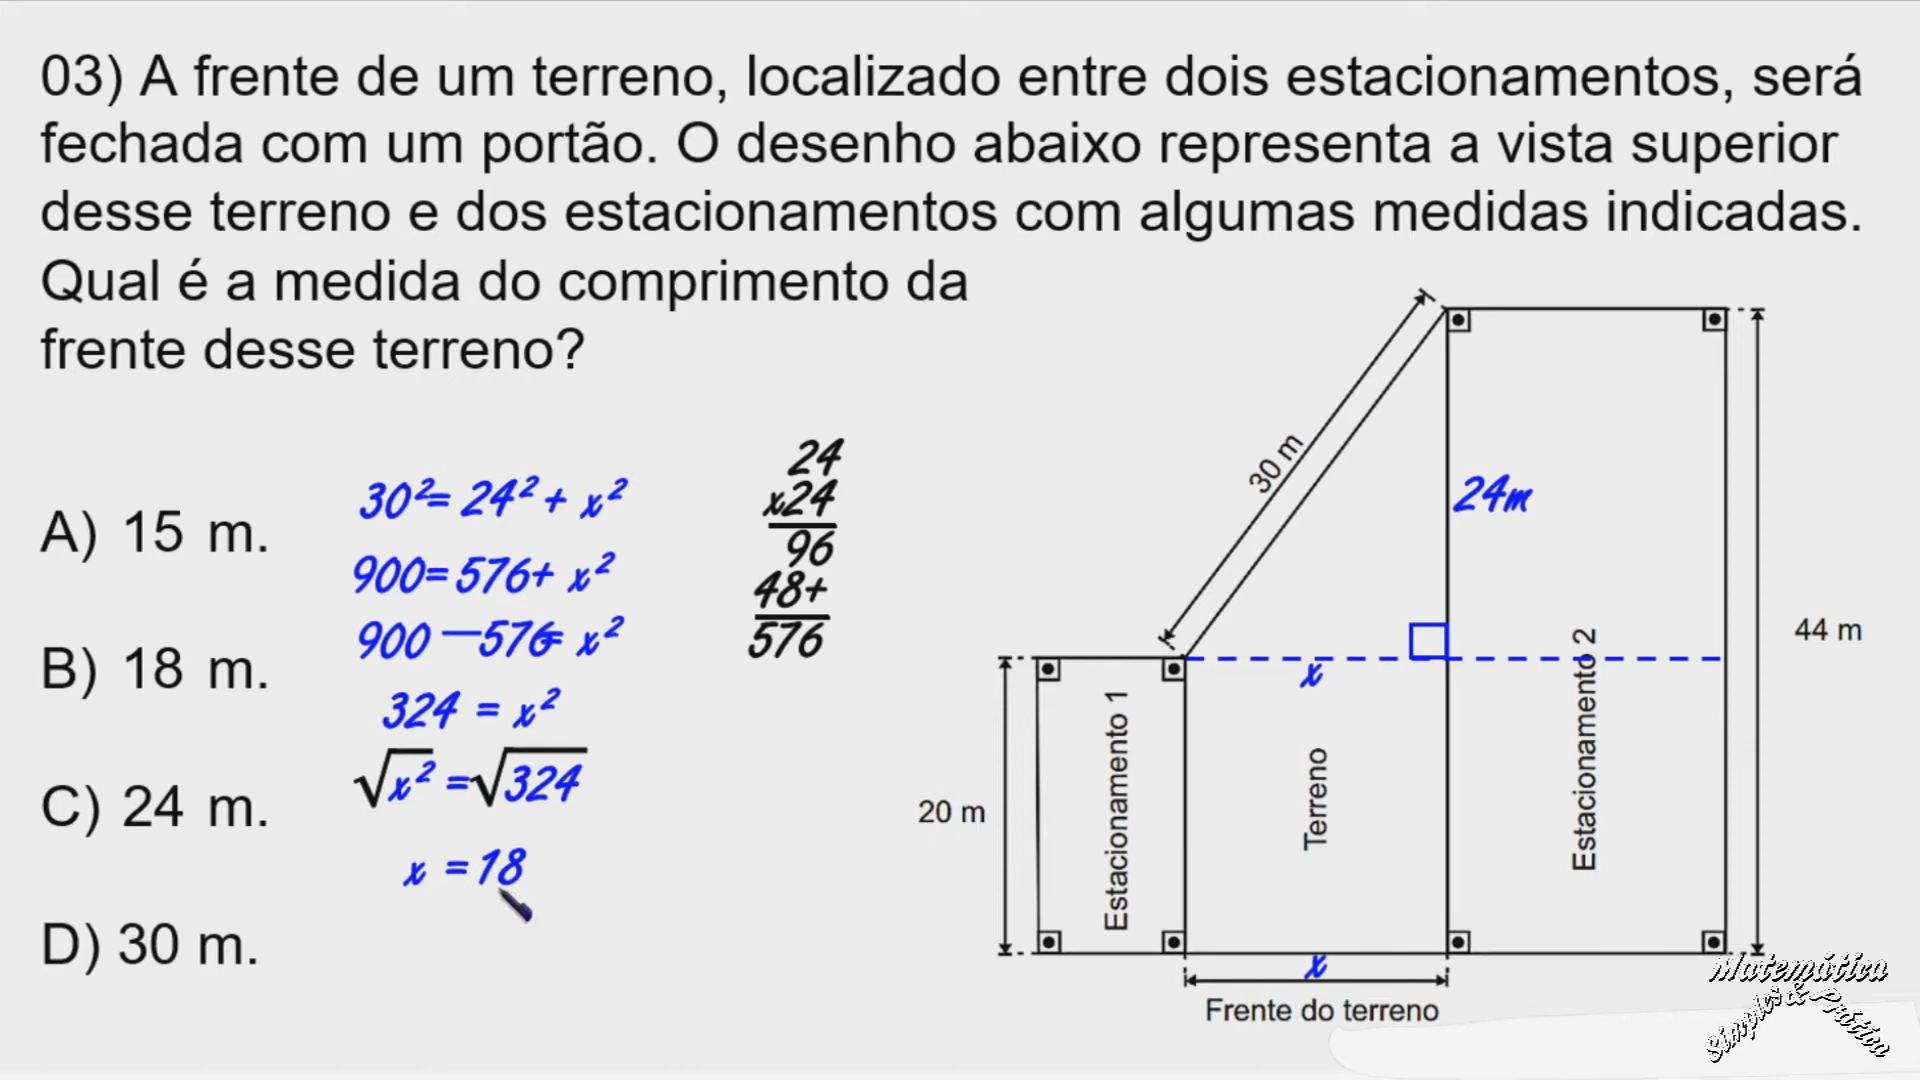 03) A frente de um terreno, localizado entre dois estacionamentos, será
fechada com um portão. O desenho abaixo representa a vista superior
desse terreno e dos estacionamentos com algumas medidas indicadas.
Qual é a medida do comprimento da
frente desse terreno?
A) 15 m.
B) 18 m.
C) 24 m.
D) 30 m.
30² = 24² + x²
900 = 576 + x²
900 — 576 = x²
324 = x²
√x² = √324
x = 18
24
x24
96
48+
576
30 m
24m
44 m
x
20 m
Estacionamento 1
Terreno
Estacionamento 2
x
Frente do terreno
Matemática
Simples & Prático